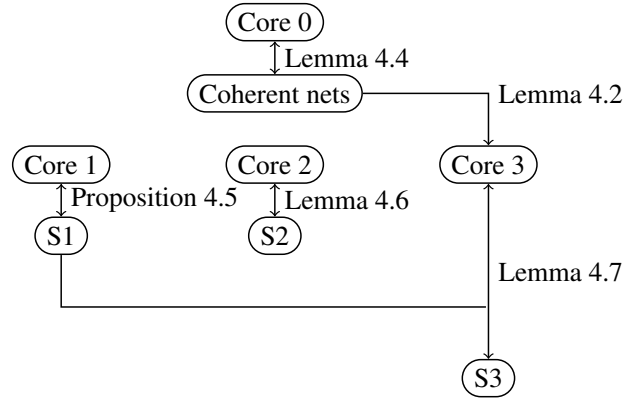 Core 0
Lemma 4.4
Coherent nets
Lemma 4.2
Core 1
Core 2
Core 3
Proposition 4.5
Lemma 4.6
S1
S2
Lemma 4.7
S3